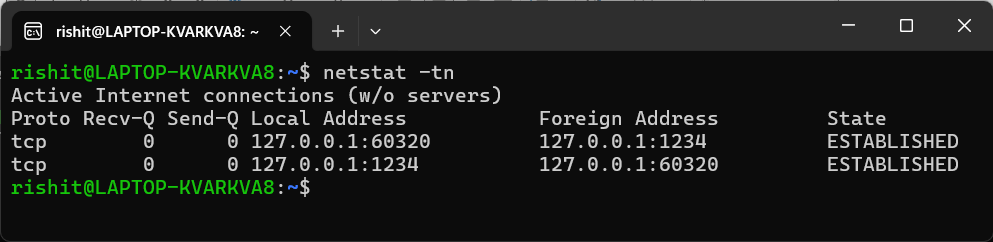 rishit@LAPTOP-KVARKVA8: ~
rishit@LAPTOP-KVARKVA8:~$ netstat -tn
Active Internet connections (w/o servers)
Proto Recv-Q Send-Q Local Address           Foreign Address         State
tcp        0      0 127.0.0.1:60320         127.0.0.1:1234          ESTABLISHED
tcp        0      0 127.0.0.1:1234          127.0.0.1:60320         ESTABLISHED
rishit@LAPTOP-KVARKVA8:~$